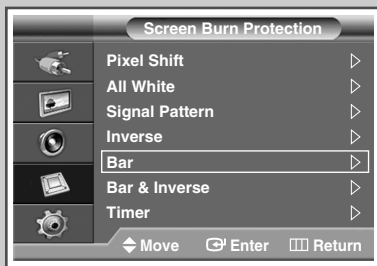 Screen Burn Protection
Pixel Shift
All White
Signal Pattern
Inverse
Bar
Bar & Inverse
Timer
Move Enter Return